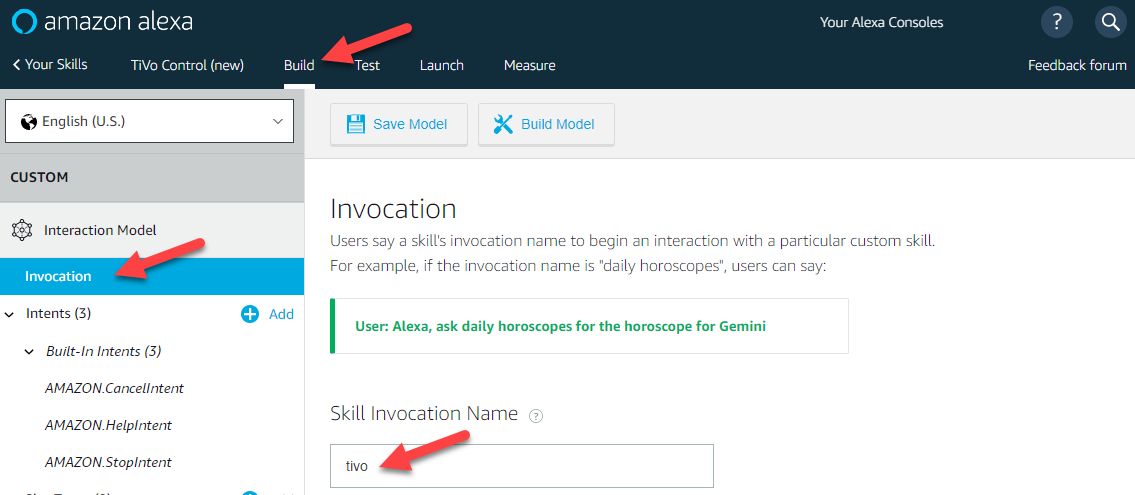 amazon alexa
Your Alexa Consoles
?
Your Skills
TiVo Control (new)
Build
Test
Launch
Measure
Feedback forum
English (U.S.)
Save Model
Build Model
CUSTOM
Interaction Model
Invocation
Intents (3)
Add
Built-In Intents (3)
AMAZON.CancelIntent
AMAZON.HelpIntent
AMAZON.StopIntent
Invocation
Users say a skill's invocation name to begin an interaction with a particular custom skill.
For example, if the invocation name is "daily horoscopes", users can say:
User: Alexa, ask daily horoscopes for the horoscope for Gemini
Skill Invocation Name ?
tivo